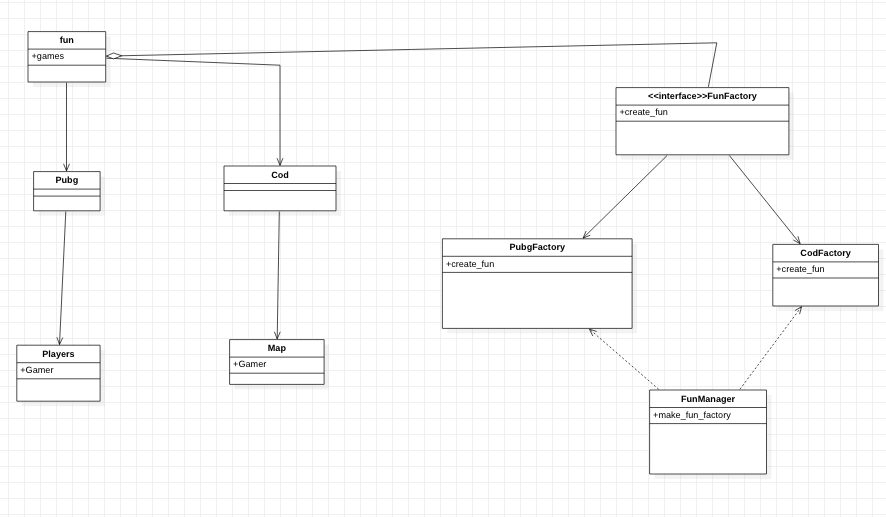 fun
+games
<<interface>>FunFactory
+create_fun
Pubg
Cod
PubgFactory
+create_fun
CodFactory
+create_fun
Players
+Gamer
Map
+Gamer
FunManager
+make_fun_factory